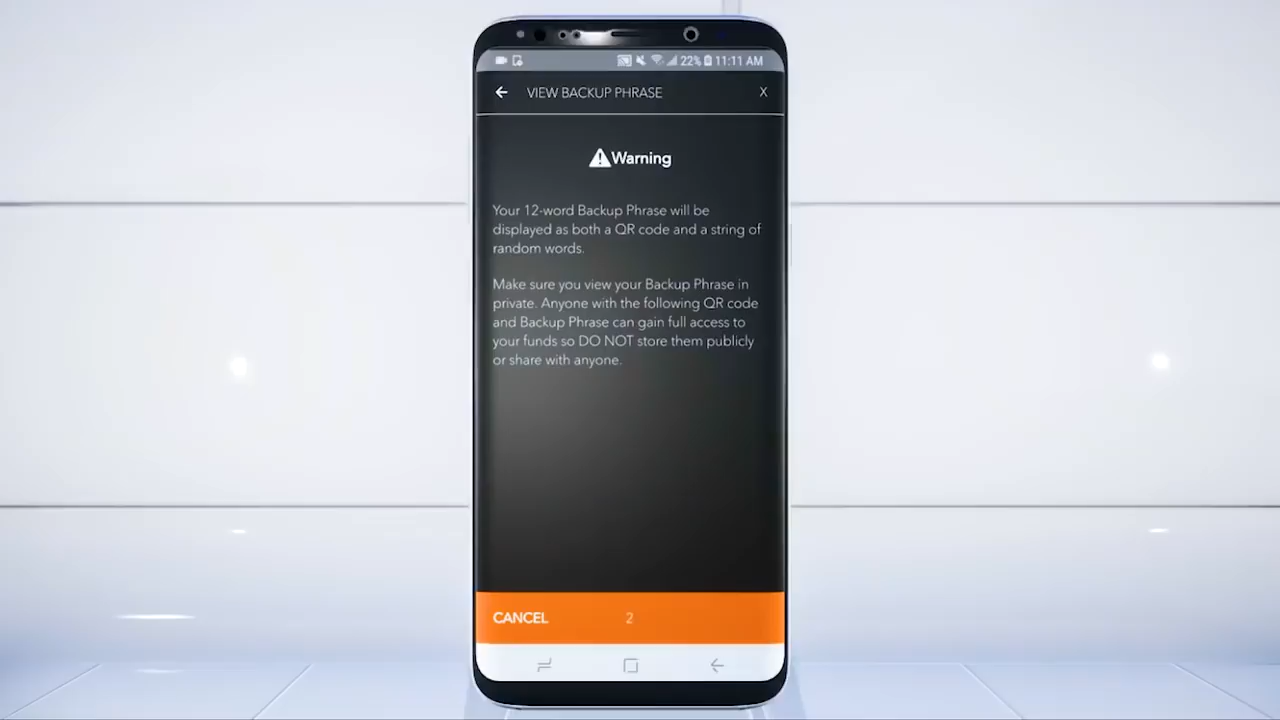 22% 11:11 AM
VIEW BACKUP PHRASE X
Warning
Your 12-word Backup Phrase will be
displayed as both a QR code and a string of
random words.
Make sure you view your Backup Phrase in
private. Anyone with the following QR code
and Backup Phrase can gain full access to
your funds so DO NOT store them publicly
or share with anyone.
CANCEL 2